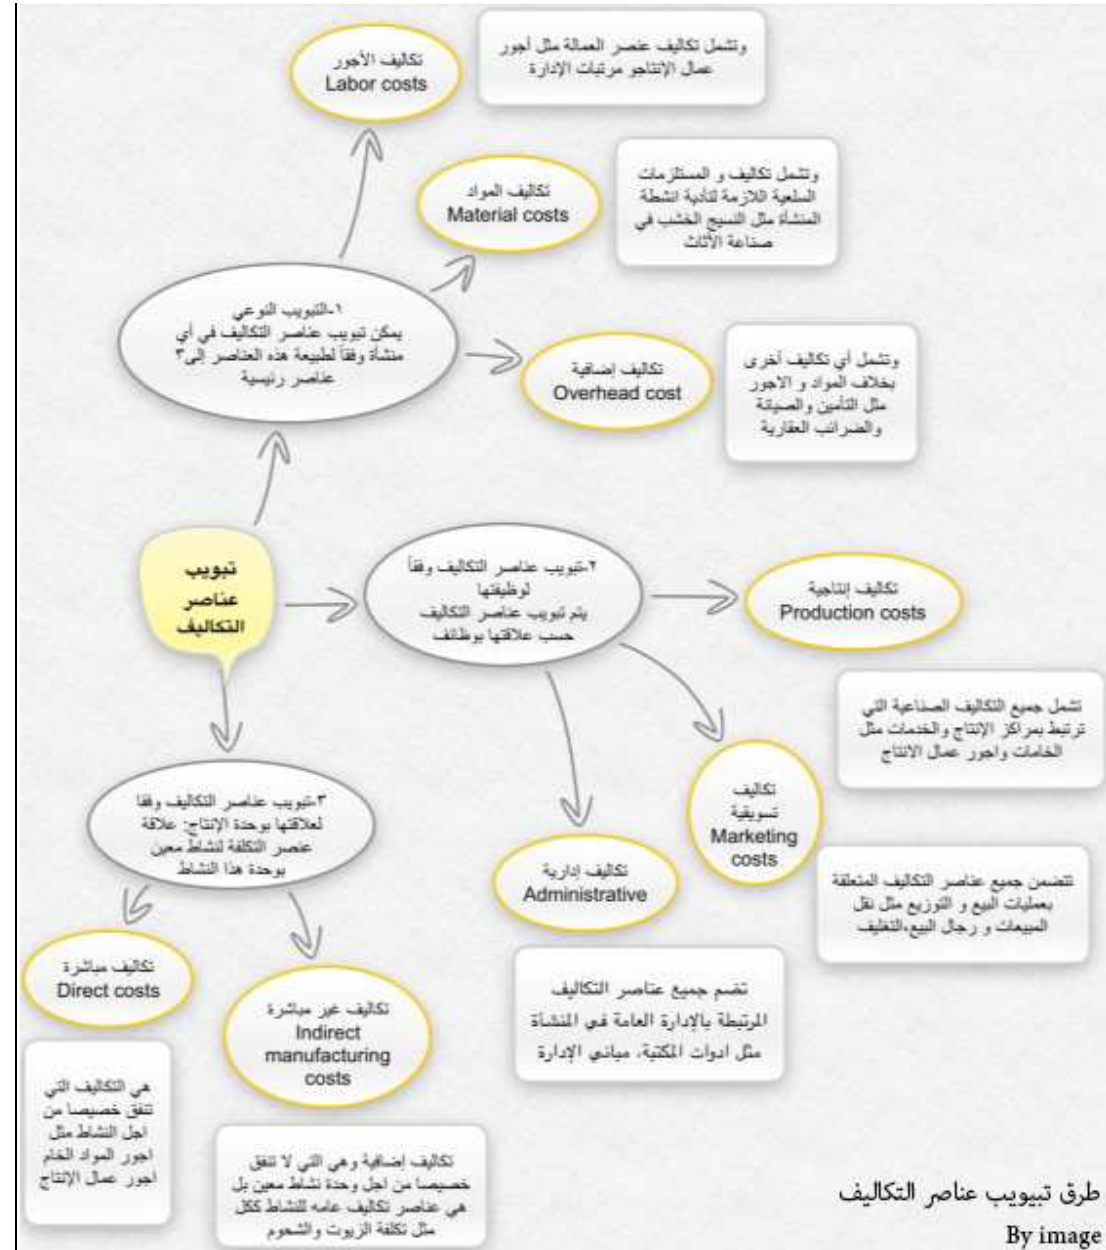 تكاليف الأجور
Labor costs
وتشمل تكاليف عنصر العمالة مثل أجور
عمال الإنتاجو مرتبات الإدارة
تكاليف المواد
Material costs
وتشمل تكاليف و المستلزمات
السلعية اللازمة لتأدية انشطة
المنشأة مثل النسيج الخشب في
صناعة الأثاث
١-التبويب النوعي
يمكن تبويب عناصر التكاليف في أي
منشأة وفقاً لطبيعة هذه العناصر إلى٣
عناصر رئيسية
تكاليف إضافية
Overhead cost
وتشمل أي تكاليف أخرى
بخلاف المواد و الاجور
مثل التأمين والصيانة
والضرائب العقارية
تبويب
عناصر
التكاليف
٢-تبويب عناصر التكاليف وفقاً
لوظيفتها
يتم تبويب عناصر التكاليف
حسب علاقتها بوظائف
تكاليف إنتاجية
Production costs
تشمل جميع التكاليف الصناعية التي
ترتبط بمراكز الإنتاج والخدمات مثل
الخامات واجور عمال الانتاج
تكاليف
تسويقية
Marketing
costs
تتضمن جميع عناصر التكاليف المتعلقة
بعمليات البيع و التوزيع مثل نقل
المبيعات و رجال البيع،التغليف
تكاليف إدارية
Administrative
تضم جميع عناصر التكاليف
المرتبطة بالإدارة العامة في المنشأة
مثل ادوات المكتبة، مباني الإدارة
٣-تبويب عناصر التكاليف وفقا
لعلاقتها بوحدة الإنتاج: علاقة
عنصر التكلفة لنشاط معين
بوحدة هذا النشاط
تكاليف مباشرة
Direct costs
هي التكاليف التي
تنفق خصيصا من
اجل النشاط مثل
اجور المواد الخام
اجور عمال الإنتاج
تكاليف غير مباشرة
Indirect
manufacturing
costs
تكاليف إضافية وهي التي لا تنفق
خصيصا من اجل وحدة نشاط معين بل
هي عناصر تكاليف عامه للنشاط ككل
مثل تكلفة الزيوت والشحوم
طرق تبيويب عناصر التكاليف
By image